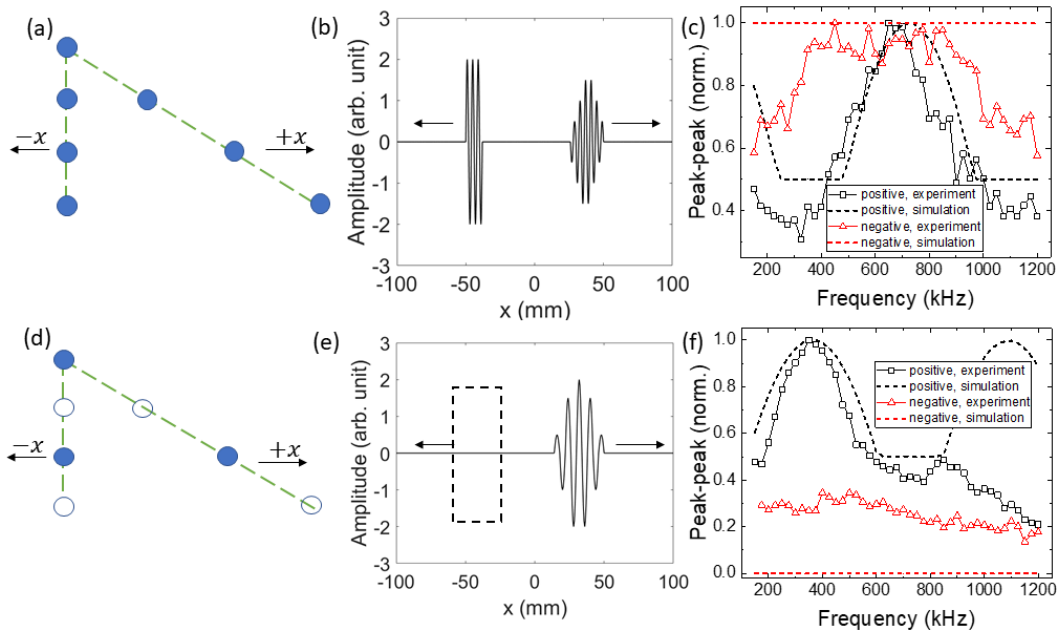 (a)
−x
+x
(b)
Amplitude (arb. unit)
3
2
1
0
-1
-2
-3
-100
-50
0
50
100
x (mm)
(c)
Peak-peak (norm.)
1.0
0.8
0.6
0.4
positive, experiment
positive, simulation
negative, experiment
negative, simulation
200
400
600
800
1000
1200
Frequency (kHz)
(d)
−x
+x
(e)
Amplitude (arb. unit)
3
2
1
0
-1
-2
-3
-100
-50
0
50
100
x (mm)
(f)
Peak-peak (norm.)
1.0
0.8
0.6
0.4
0.2
0.0
positive, experiment
positive, simulation
negative, experiment
negative, simulation
200
400
600
800
1000
1200
Frequency (kHz)